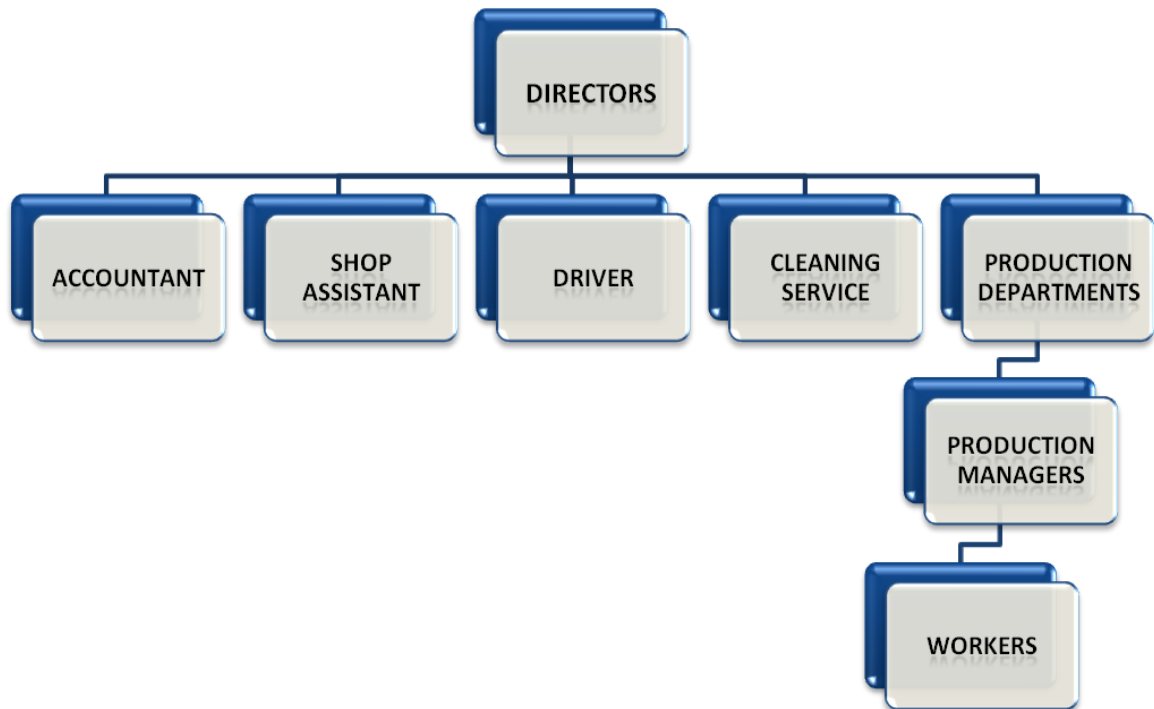 DIRECTORS
ACCOUNTANT
SHOP
ASSISTANT
DRIVER
CLEANING
SERVICE
PRODUCTION
DEPARTMENTS
PRODUCTION
MANAGERS
WORKERS